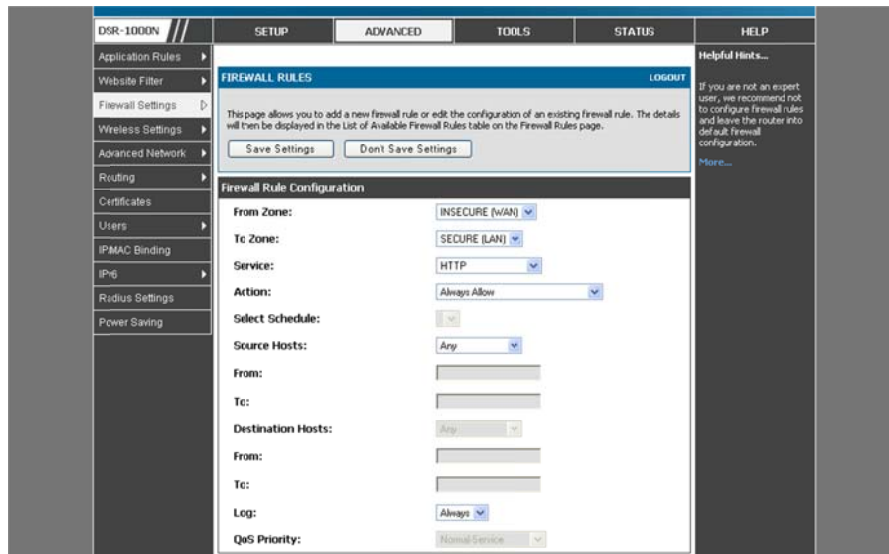 DSR-1000N
SETUP
ADVANCED
TOOLS
STATUS
HELP
Application Rules
Website Filter
Firewall Settings
Wireless Settings
Advanced Network
Routing
Certificates
Users
IP/MAC Binding
IPv6
Radius Settings
Power Saving
FIREWALL RULES
LOGOUT
This page allows you to add a new firewall rule or edit the configuration of an existing firewall rule. The details
will then be displayed in the List of Available Firewall Rules table on the Firewall Rules page.
Save Settings
Don't Save Settings
Firewall Rule Configuration
From Zone:
INSECURE (WAN)
To Zone:
SECURE (LAN)
Service:
HTTP
Action:
Always Allow
Select Schedule:
Source Hosts:
Any
From:
To:
Destination Hosts:
Any
From:
To:
Log:
Always
QoS Priority:
Normal-Service
Helpful Hints...
If you are not an expert
user, we recommend not
to configure firewall rules
and leave the router into
default firewall
configuration.
More...